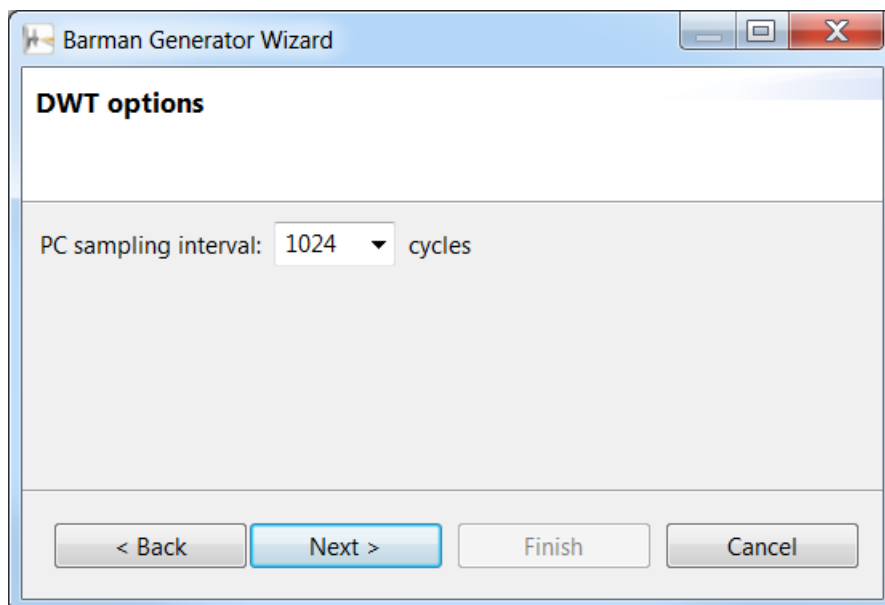 Barman Generator Wizard
DWT options
PC sampling interval: 1024 cycles
< Back Next > Finish Cancel